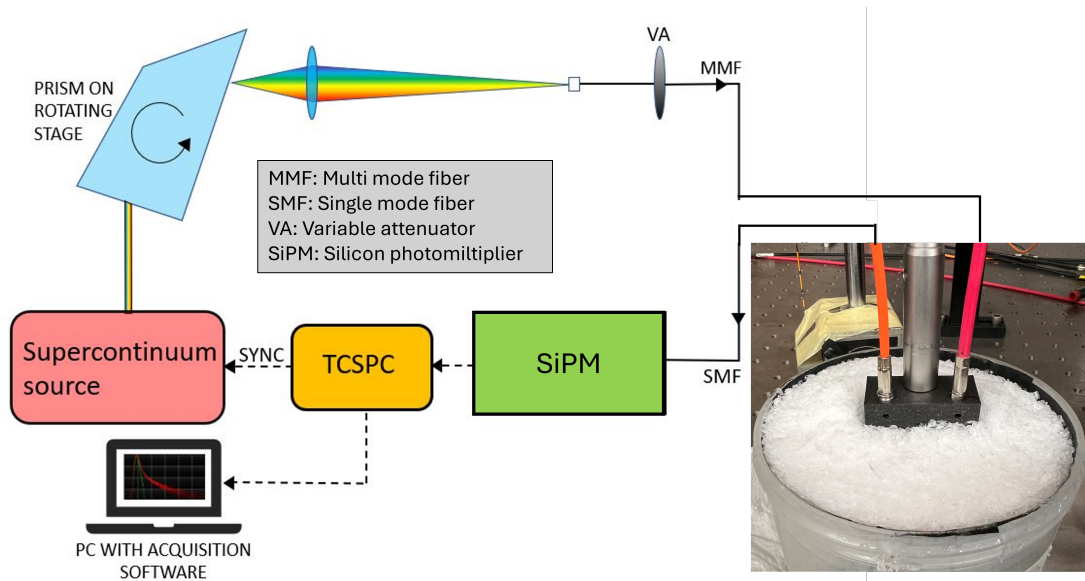 VA
MMF
PRISM ON
ROTATING
STAGE
MMF: Multi mode fiber
SMF: Single mode fiber
VA: Variable attenuator
SiPM: Silicon photomiltiplier
Supercontinuum
source
SYNC
TCSPC
SiPM
SMF
PC WITH ACQUISITION
SOFTWARE